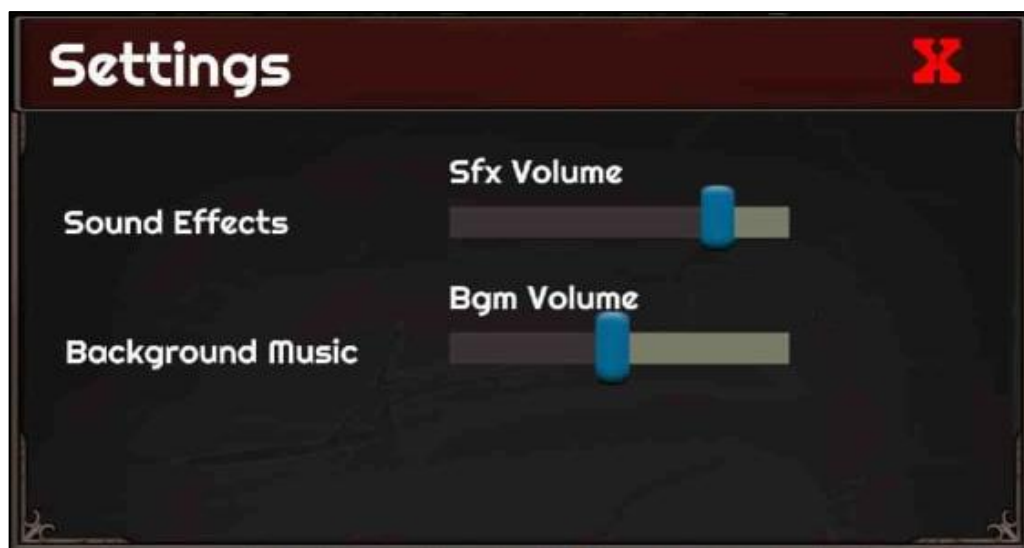 Settings
X
Sfx Volume
Sound Effects
Bgm Volume
Background Music